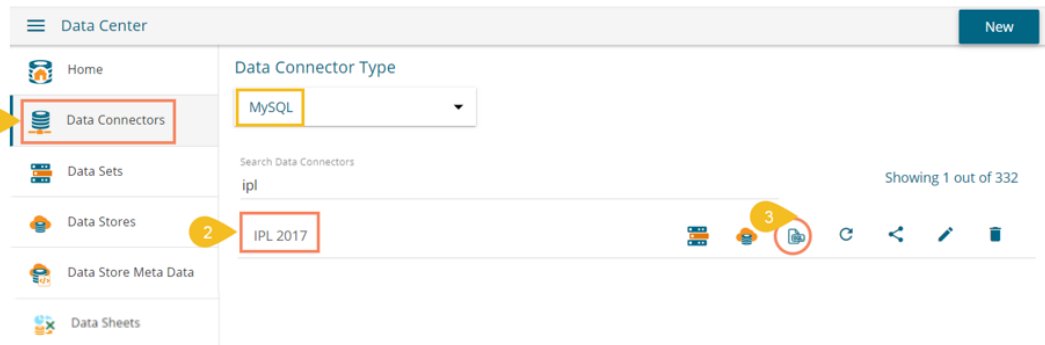 Data Center
New
Home
Data Connectors
Data Sets
Data Stores
Data Store Meta Data
Data Sheets
Data Connector Type
MySQL
Search Data Connectors
ipl
Showing 1 out of 332
2
IPL 2017
3